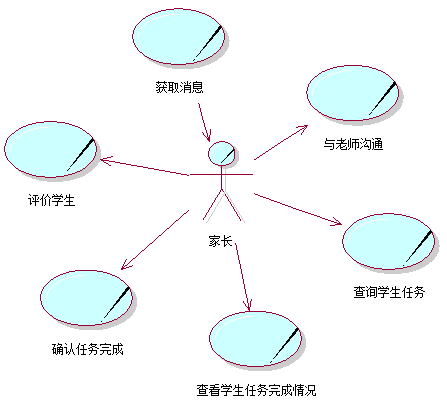 获取消息
与老师沟通
评价学生
家长
查询学生任务
确认任务完成
查看学生任务完成情况